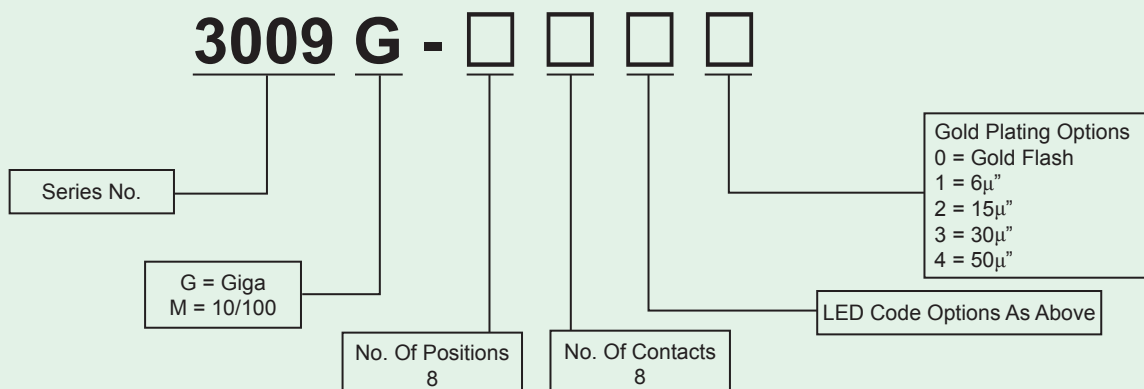 3009 G - □ □ □ □
Gold Plating Options
0 = Gold Flash
1 = 6μ”
2 = 15μ”
3 = 30μ”
4 = 50μ”
Series No.
G = Giga
M = 10/100
LED Code Options As Above
No. Of Positions
8
No. Of Contacts
8